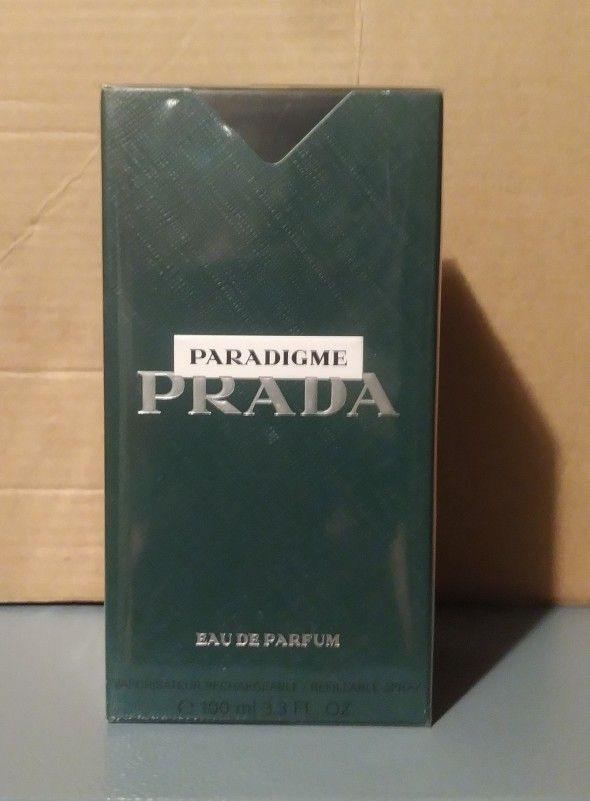 PARADIGME
PRADA
EAU DE PARFUM
VAPORISATEUR RECHARGEABLE - REFILLABLE SPRAY
℮ 100 ml 3.3 FL. OZ